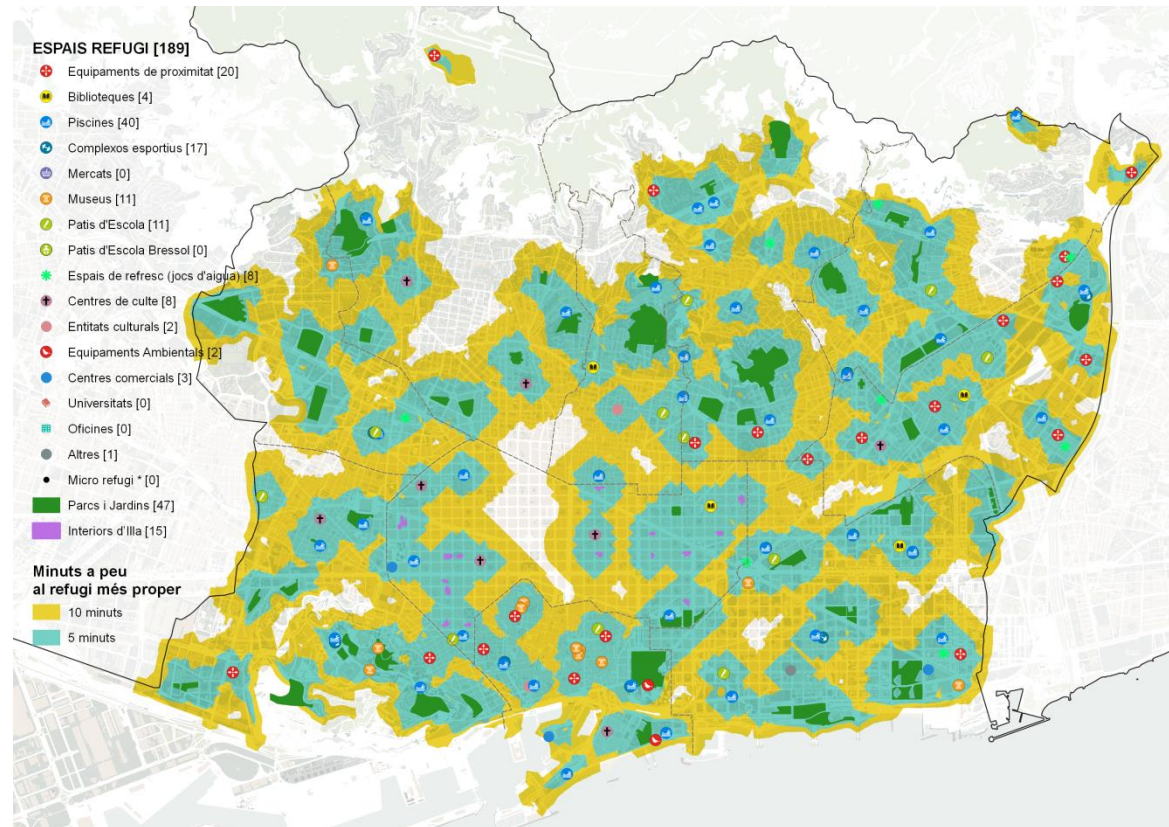 ESPAIS REFUGI [189]
Equipaments de proximitat [20]
Biblioteques [4]
Piscines [40]
Complexos esportius [17]
Mercats [0]
Museus [11]
Patis d'Escola [11]
Patis d'Escola Bressol [0]
Espais de refresc (jocs d'aigua) [8]
Centres de culte [8]
Entitats culturals [2]
Equipaments Ambientals [2]
Centres comercials [3]
Universitats [0]
Oficines [0]
Altres [1]
Micro refugi * [0]
Parcs i Jardins [47]
Interiors d'Illa [15]
Minuts a peu
al refugi més proper
10 minuts
5 minuts